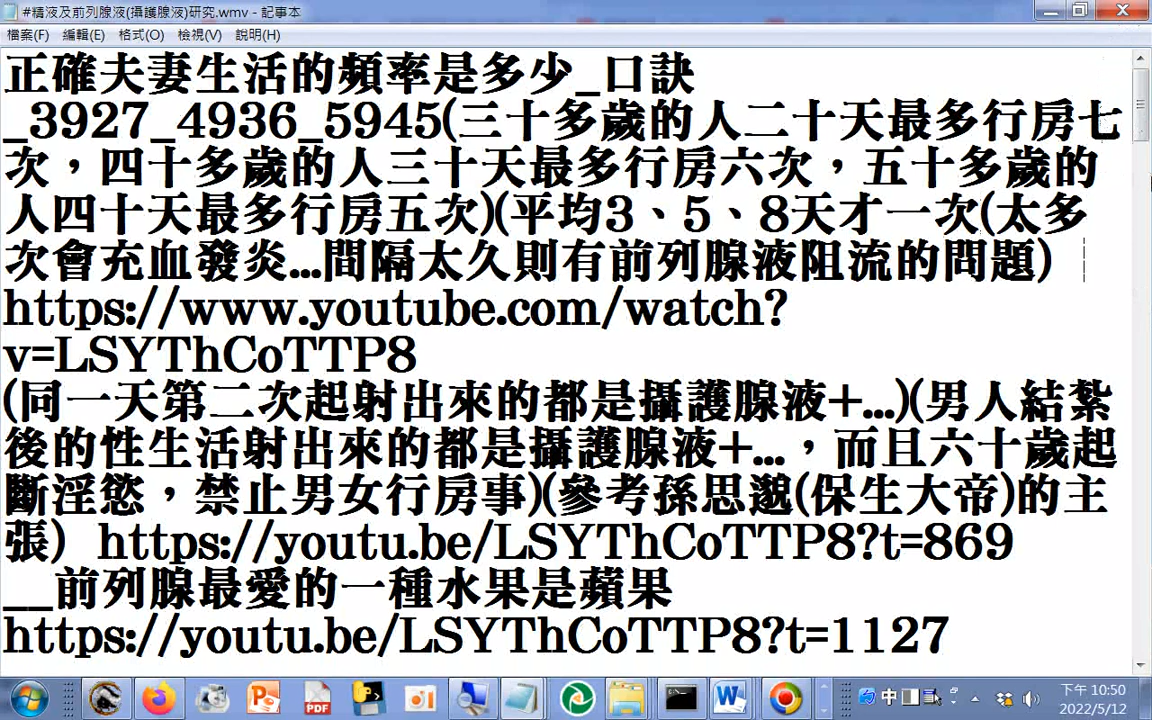 #精液及前列腺液(攝護腺液)研究.wmv - 記事本
檔案(F) 編輯(E) 格式(O) 檢視(V) 說明(H)
正確夫妻生活的頻率是多少_口訣
_3927_4936_5945(三十多歲的人二十天最多行房七
次，四十多歲的人三十天最多行房六次，五十多歲的
人四十天最多行房五次)(平均3、5、8天才一次(太多
次會充血發炎...間隔太久則有前列腺液阻流的問題)
https://www.youtube.com/watch?
v=LSYThCoTTP8
(同一天第二次起射出來的都是攝護腺液+...)(男人結紮
後的性生活射出來的都是攝護腺液+...，而且六十歲起
斷淫慾，禁止男女行房事)(參考孫思邈(保生大帝)的主
張) https://youtu.be/LSYThCoTTP8?t=869
__前列腺最愛的一種水果是蘋果
https://youtu.be/LSYThCoTTP8?t=1127
中
下午 10:50
2022/5/12